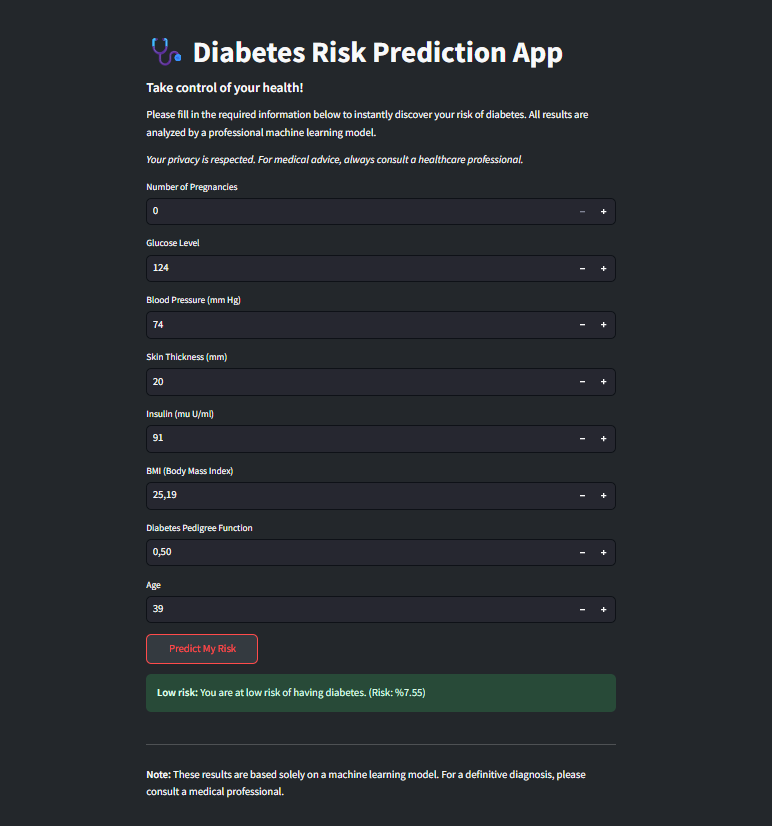 Diabetes Risk Prediction App
Take control of your health!
Please fill in the required information below to instantly discover your risk of diabetes. All results are
analyzed by a professional machine learning model.
Your privacy is respected. For medical advice, always consult a healthcare professional.
Number of Pregnancies
0 − +
Glucose Level
124 − +
Blood Pressure (mm Hg)
74 − +
Skin Thickness (mm)
20 − +
Insulin (mu U/ml)
91 − +
BMI (Body Mass Index)
25,19 − +
Diabetes Pedigree Function
0,50 − +
Age
39 − +
Predict My Risk
Low risk: You are at low risk of having diabetes. (Risk: %7.55)
Note: These results are based solely on a machine learning model. For a definitive diagnosis, please
consult a medical professional.